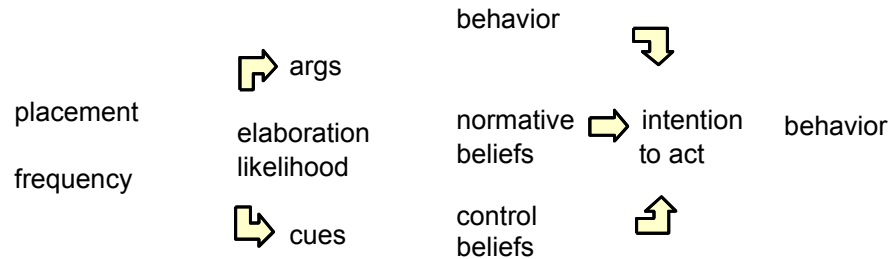 placement
frequency
args
elaboration
likelihood
cues
behavior
normative
beliefs
control
beliefs
intention
to act
behavior